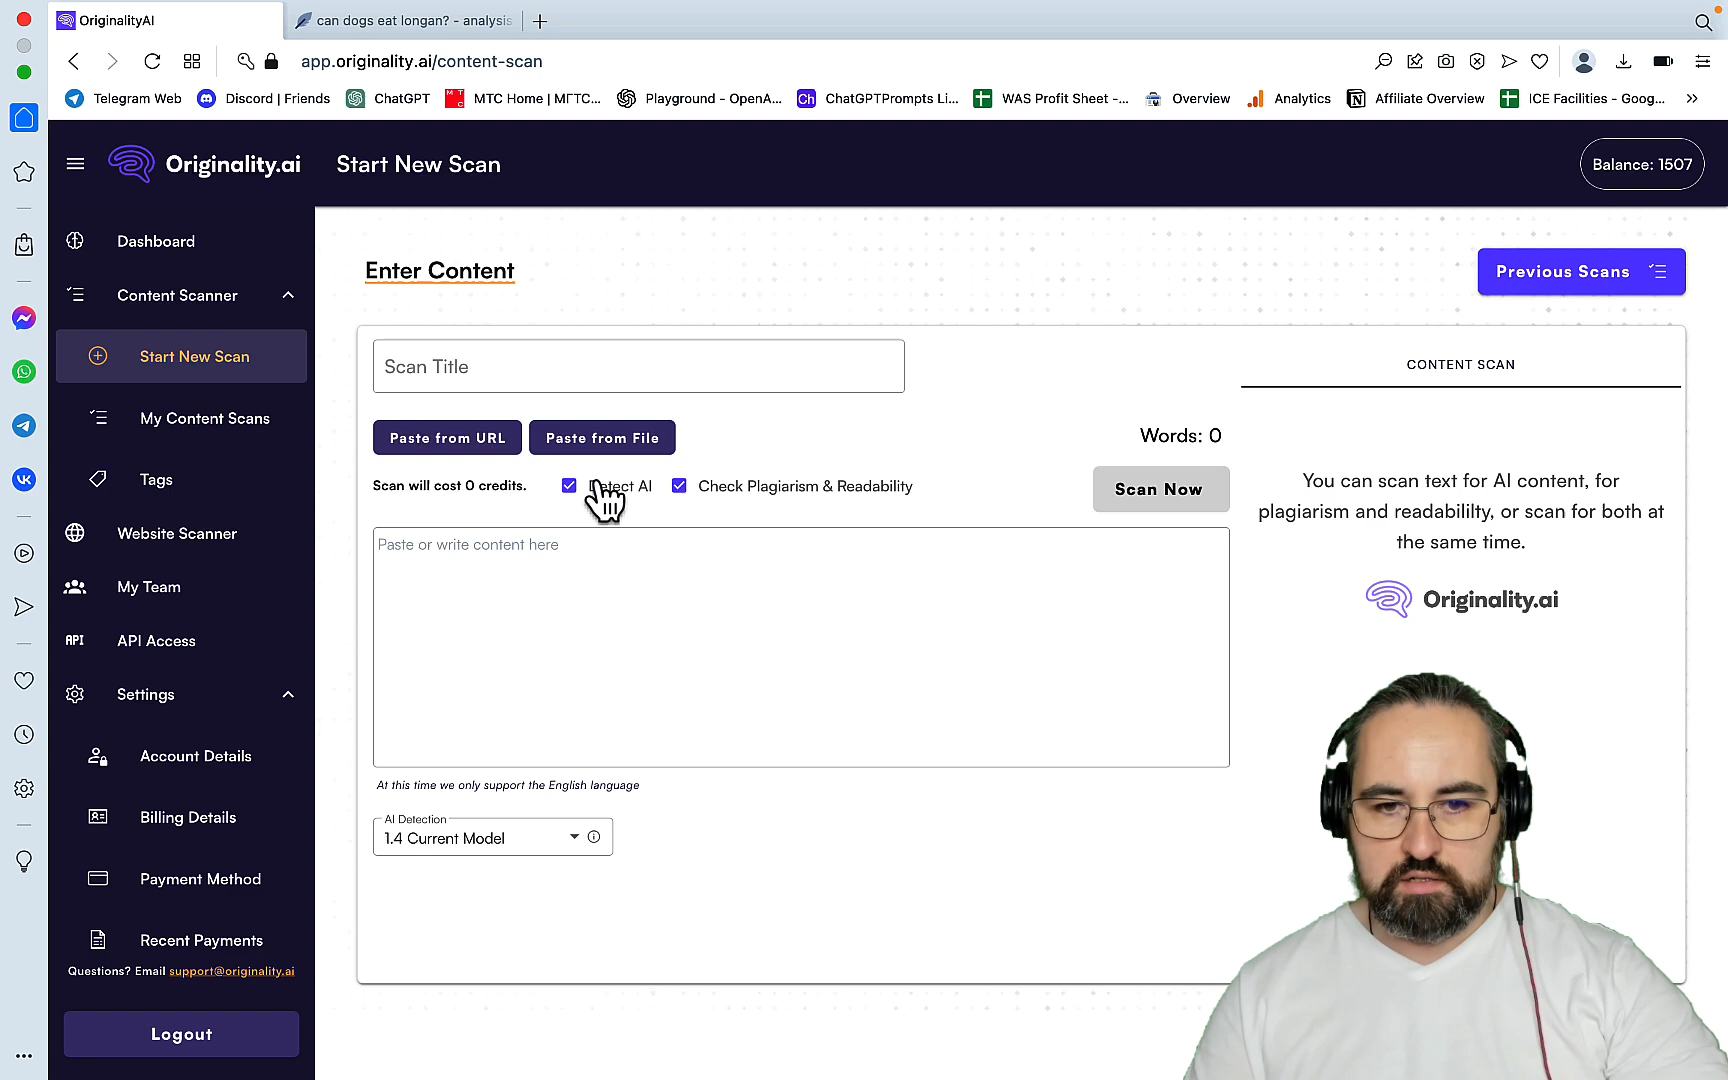 OriginalityAI
can dogs eat longan? - analysis
app.originality.ai/content-scan
Telegram Web
Discord | Friends
ChatGPT
МТС Home | МГТС...
Playground - OpenA...
Ch
ChatGPTPrompts Li...
WAS Profit Sheet -...
Overview
Analytics
Affiliate Overview
ICE Facilities - Goog...
Originality.ai
Start New Scan
Balance: 1507
Dashboard
Content Scanner
Start New Scan
My Content Scans
Tags
Website Scanner
My Team
API
API Access
Settings
Account Details
Billing Details
Payment Method
Recent Payments
Questions? Email support@originality.ai
Logout
Enter Content
Previous Scans
Scan Title
Paste from URL
Paste from File
Words: 0
Scan will cost 0 credits.
Detect AI
Check Plagiarism & Readability
Scan Now
Paste or write content here
At this time we only support the English language
AI Detection
1.4 Current Model
CONTENT SCAN
You can scan text for AI content, for
plagiarism and readabililty, or scan for both at
the same time.
Originality.ai